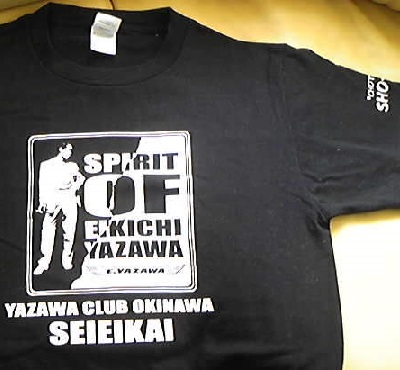 SPIRIT
OF
EIKICHI
YAZAWA
E.YAZAWA
YAZAWA CLUB OKINAWA
SEIEIKAI